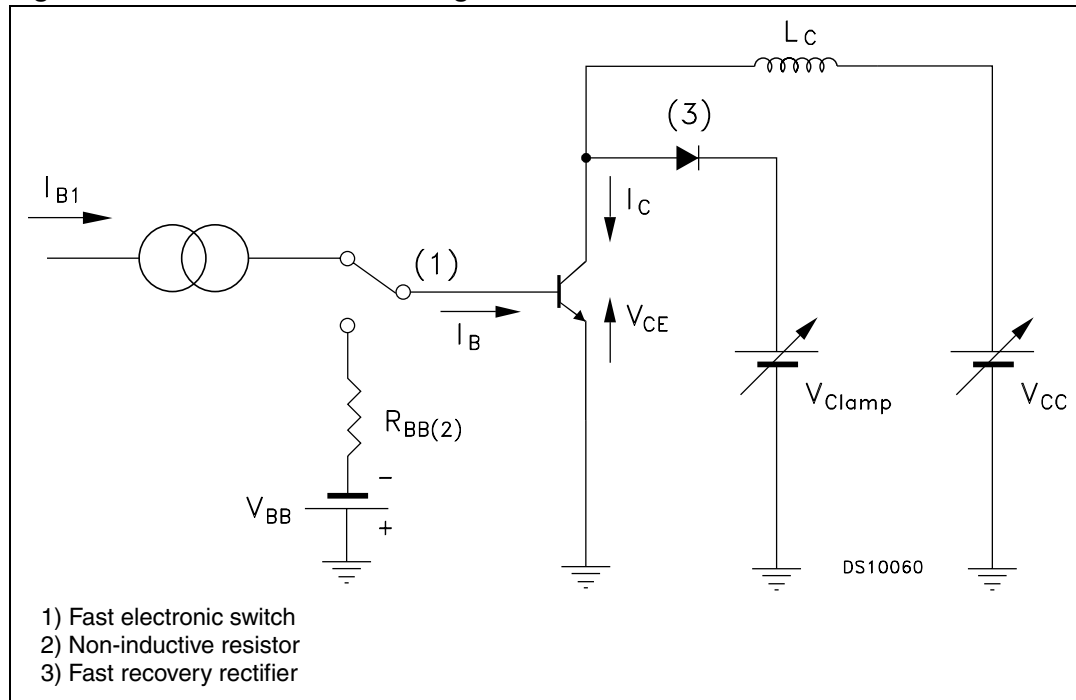 L C
(3)
I B1
I C
(1)
I B
V CE
V Clamp
V CC
R BB(2)
−
V BB
+
DS10060
1) Fast electronic switch
2) Non-inductive resistor
3) Fast recovery rectifier